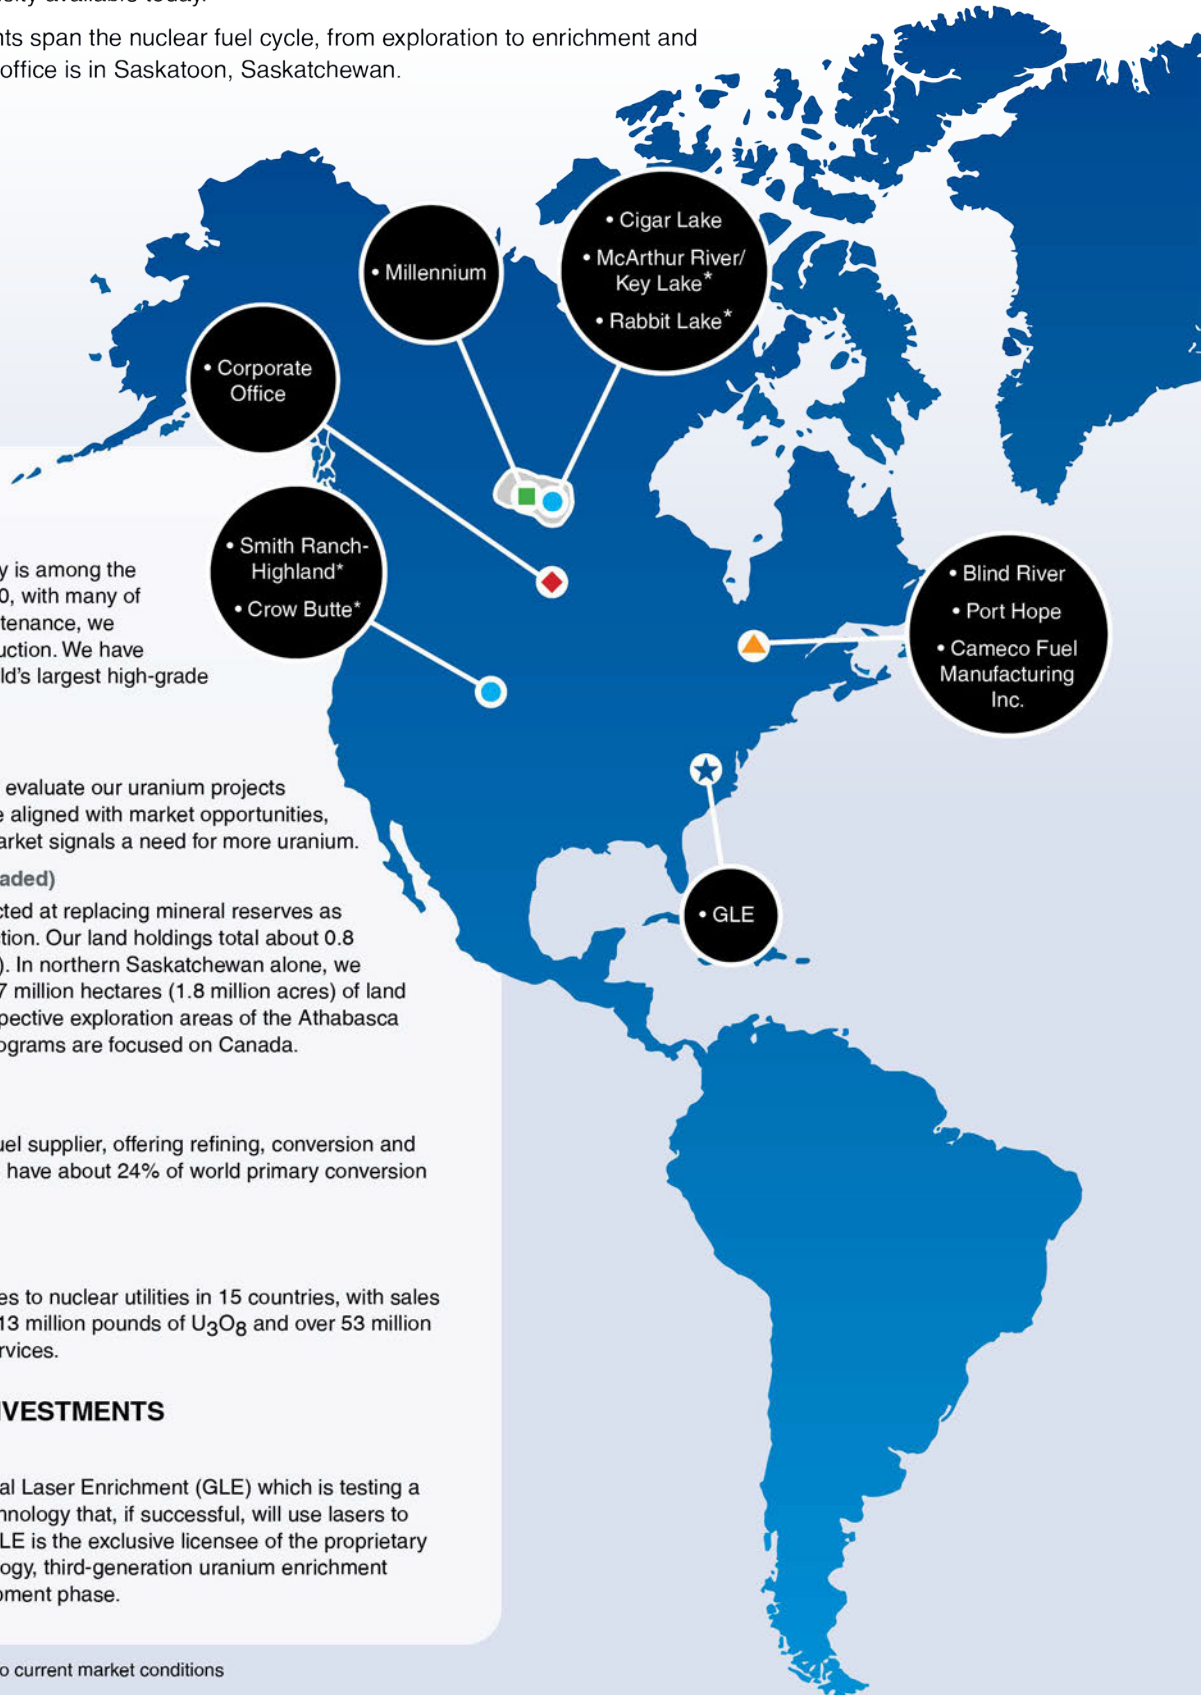 nts span the nuclear fuel cycle, from exploration to enrichment and
office is in Saskatoon, Saskatchewan.
• Cigar Lake
• McArthur River/
Key Lake*
• Rabbit Lake*
• Millennium
• Corporate
Office
• Smith Ranch-
Highland*
• Crow Butte*
• Blind River
• Port Hope
• Cameco Fuel
Manufacturing
Inc.
• GLE
y is among the
0, with many of
tenance, we
uction. We have
ld's largest high-grade
evaluate our uranium projects
e aligned with market opportunities,
arket signals a need for more uranium.
aded)
cted at replacing mineral reserves as
tion. Our land holdings total about 0.8
). In northern Saskatchewan alone, we
7 million hectares (1.8 million acres) of land
spective exploration areas of the Athabasca
ograms are focused on Canada.
uel supplier, offering refining, conversion and
have about 24% of world primary conversion
es to nuclear utilities in 15 countries, with sales
13 million pounds of U3O8 and over 53 million
rvices.
VESTMENTS
al Laser Enrichment (GLE) which is testing a
hnology that, if successful, will use lasers to
LE is the exclusive licensee of the proprietary
ogy, third-generation uranium enrichment
pment phase.
o current market conditions